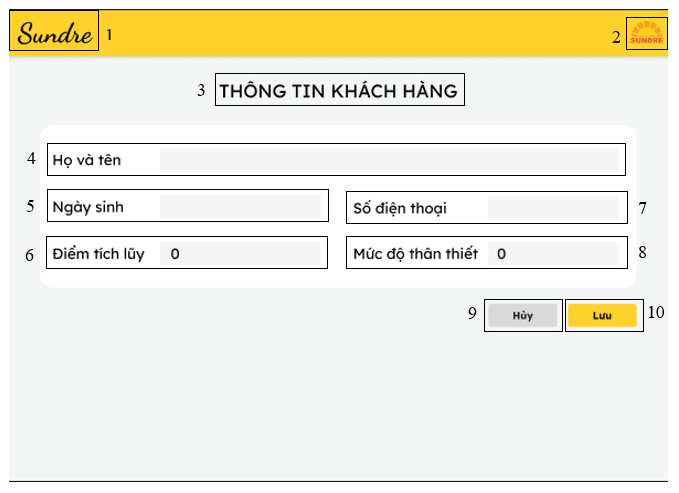 Sundre 1
2 SUNDRE
3 THÔNG TIN KHÁCH HÀNG
4 Họ và tên
5 Ngày sinh
Số điện thoại 7
6 Điểm tích lũy 0
Mức độ thân thiết 0 8
9 Hủy Lưu 10